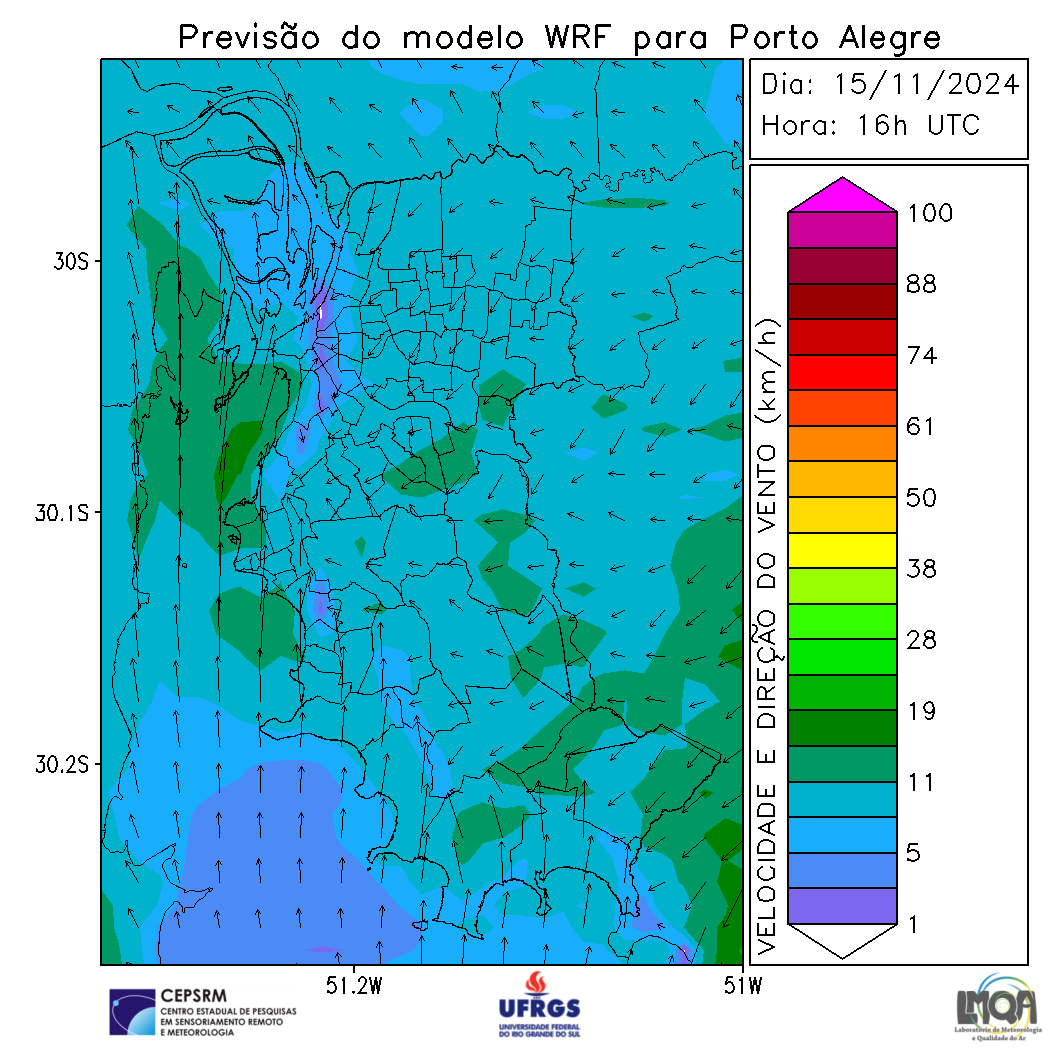 Previsão do modelo WRF para Porto Alegre
Dia: 15/11/2024
Hora: 16h UTC
30S
30.1S
30.2S
51.2W
51W
VELOCIDADE E DIREÇÃO DO VENTO (km/h)
100
88
74
61
50
38
28
19
11
5
1
CEPSRM
CENTRO ESTADUAL DE PESQUISAS
EM SENSORIAMENTO REMOTO
E METEOROLOGIA
UFRGS
UNIVERSIDADE FEDERAL
DO RIO GRANDE DO SUL
LMQA
Laboratório de Meteorologia
e Qualidade do Ar